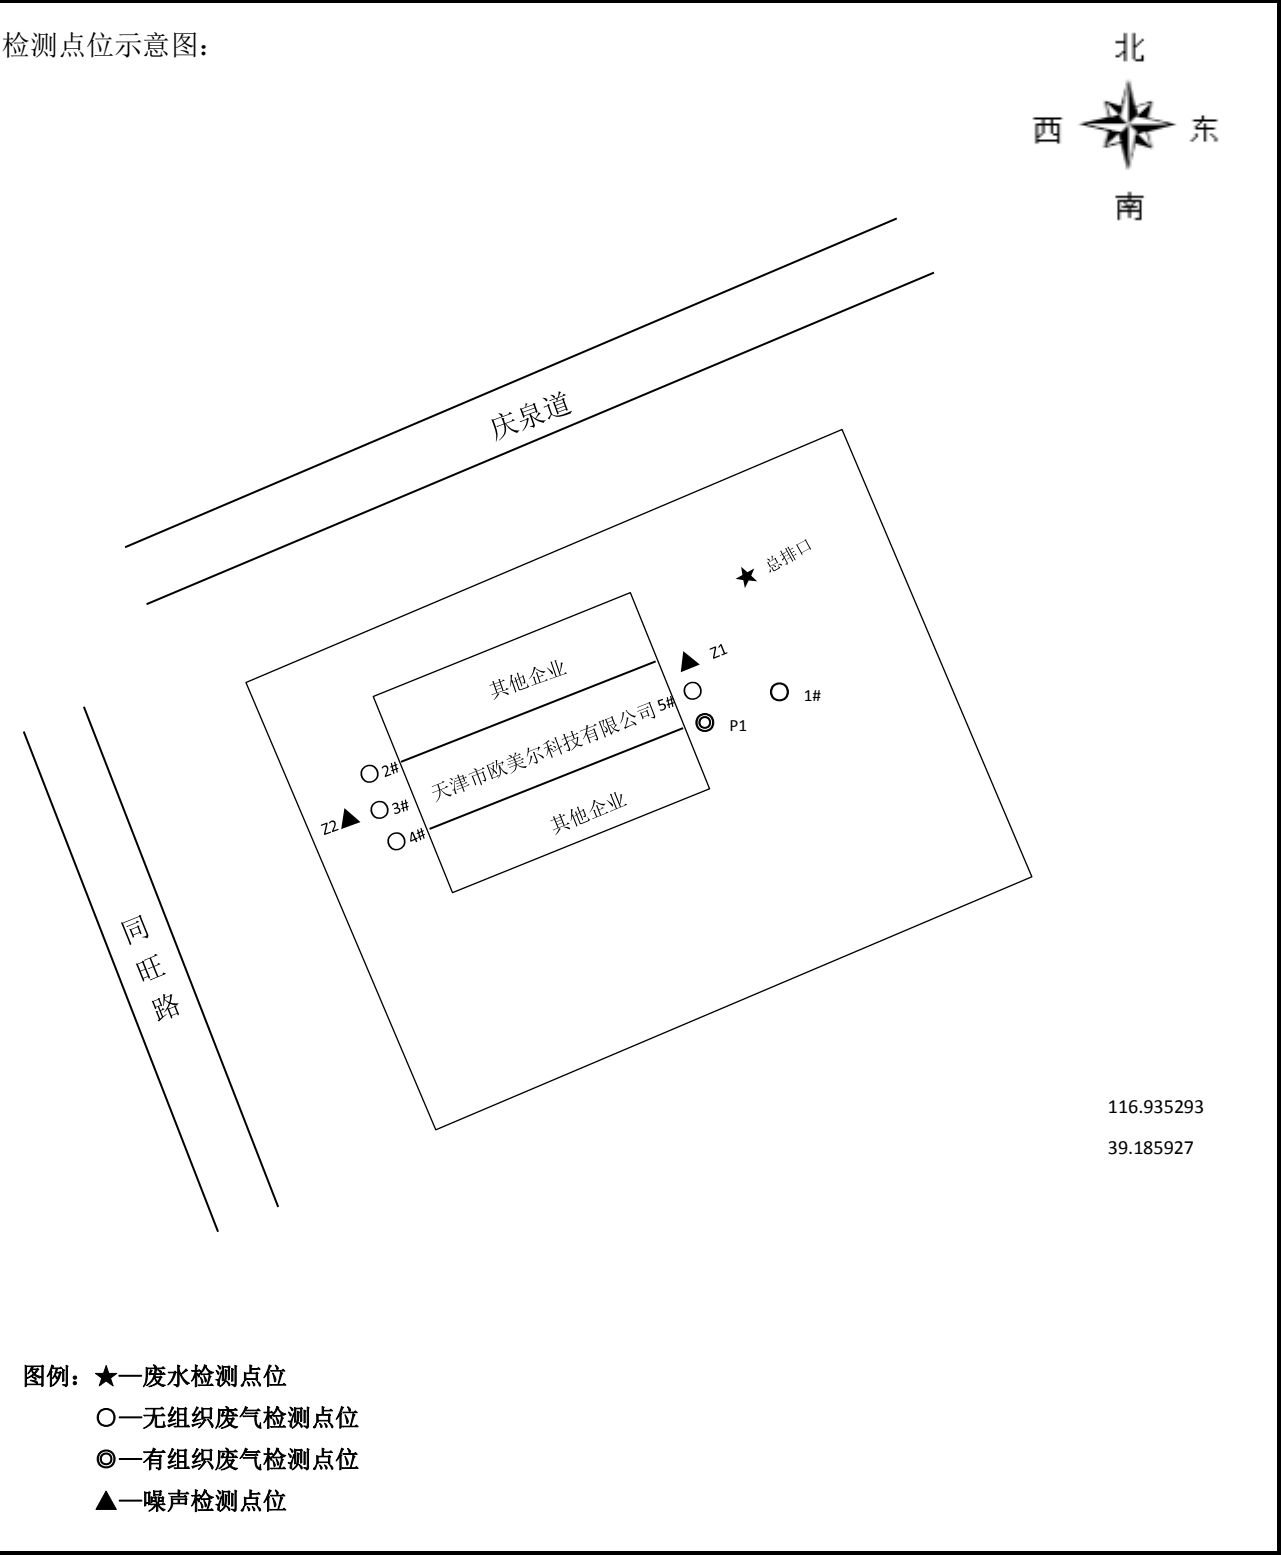 检测点位示意图：
北
西 东
南
庆泉道
总排口
Z1
其他企业
5#
1#
天津市欧美尔科技有限公司
P1
2#
3#
Z2
4#
其他企业
同
旺
路
116.935293
39.185927
图例：★—废水检测点位
○—无组织废气检测点位
◎—有组织废气检测点位
▲—噪声检测点位